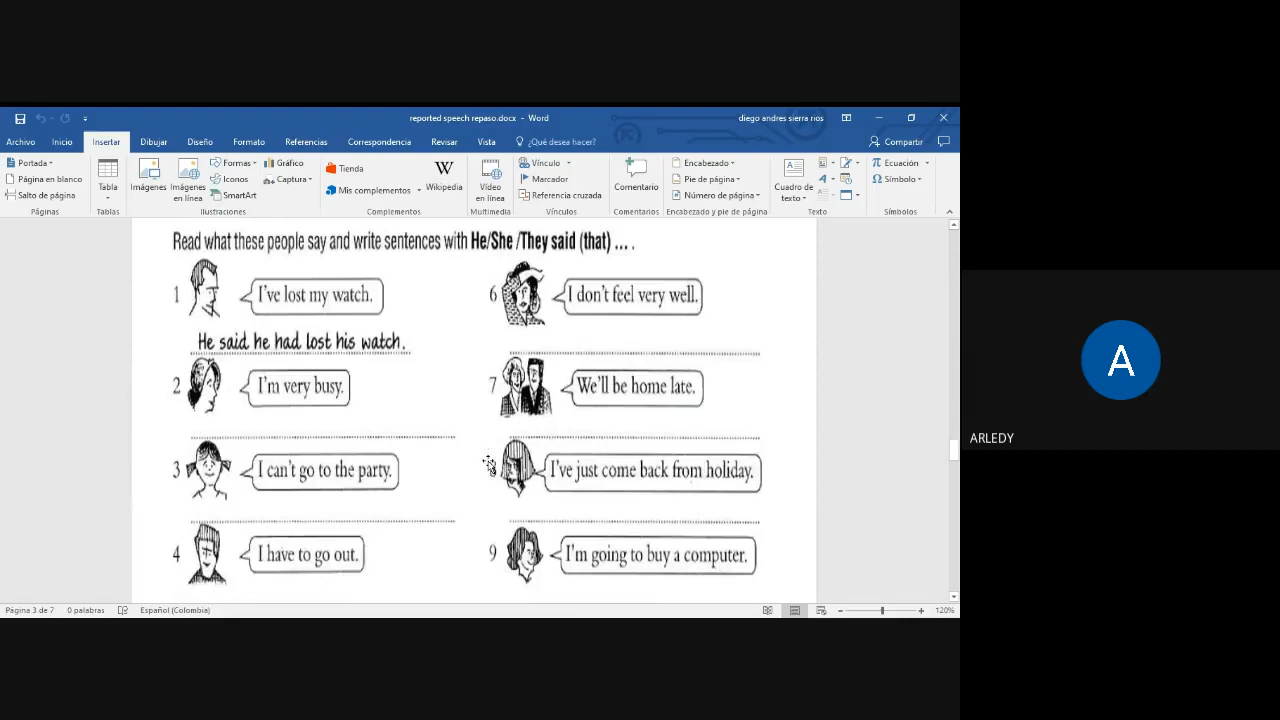 reported speech repaso.docx - Word
diego andres sierra rios
Archivo Inicio Insertar Dibujar Diseño Formato Referencias Correspondencia Revisar Vista ¿Qué desea hacer? Compartir
Portada
Página en blanco
Salto de página
Páginas
Tabla
Tablas
Imágenes
Imágenes en línea
Formas
Iconos
SmartArt
Gráfico
Captura
Ilustraciones
Tienda
Mis complementos
W
Wikipedia
Complementos
Vídeo en línea
Multimedia
Vínculo
Marcador
Referencia cruzada
Vínculos
Comentario
Comentarios
Encabezado
Pie de página
Número de página
Encabezado y pie de página
Cuadro de texto
Texto
Ecuación
Símbolo
Símbolos
Read what these people say and write sentences with He/She /They said (that) ... .
1 I've lost my watch.
He said he had lost his watch.
2 I'm very busy.
3 I can't go to the party.
4 I have to go out.
6 I don't feel very well.
7 We'll be home late.
I've just come back from holiday.
9 I'm going to buy a computer.
Página 3 de 7 0 palabras Español (Colombia) 120%
A
ARLEDY